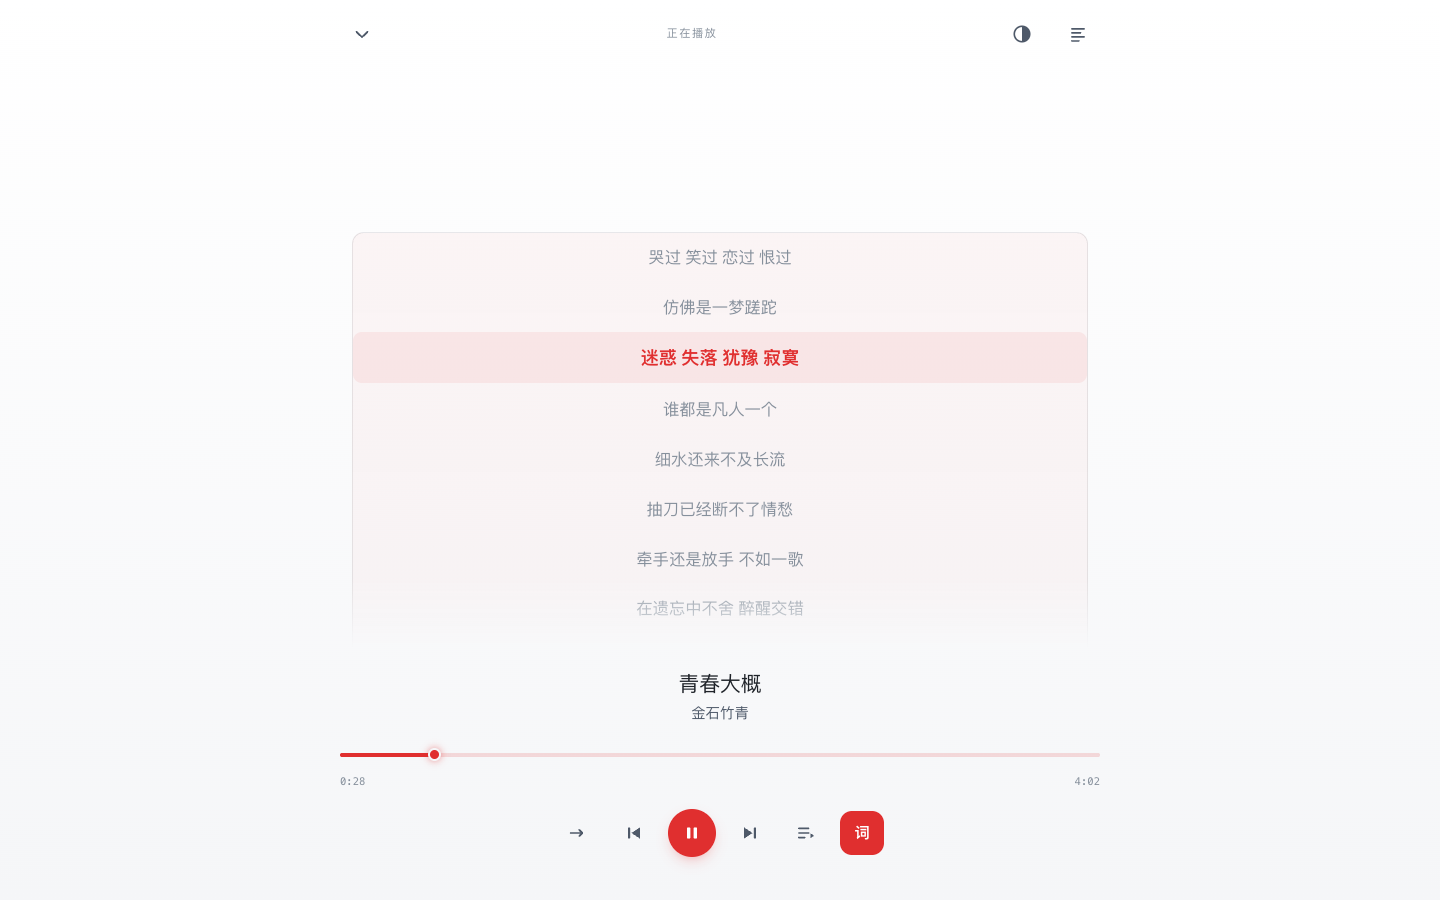 正在播放
哭过 笑过 恋过 恨过
仿佛是一梦蹉跎
迷惑 失落 犹豫 寂寞
谁都是凡人一个
细水还来不及长流
抽刀已经断不了情愁
牵手还是放手 不如一歌
在遗忘中不舍 醉醒交错
青春大概
金石竹青
0:28
4:02
词